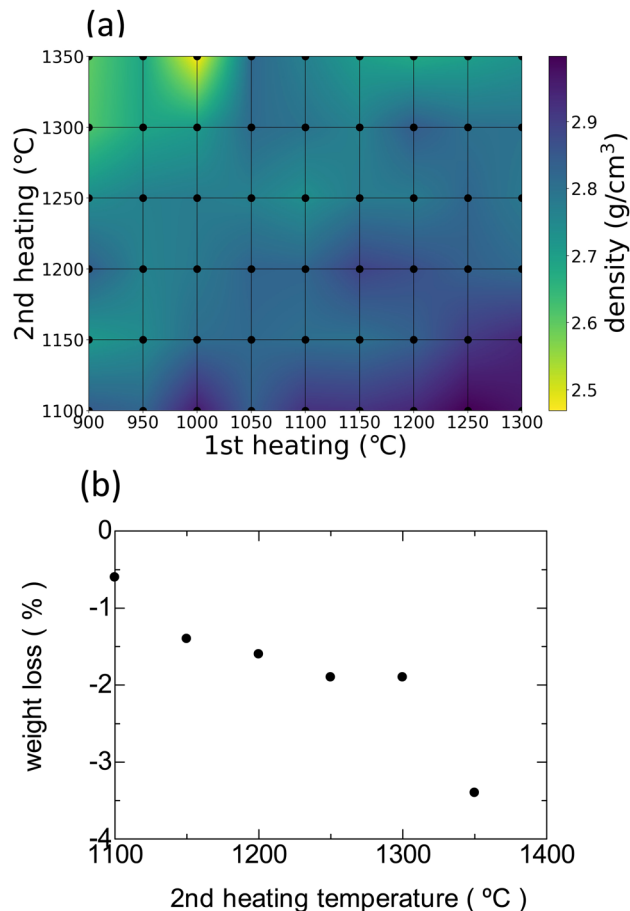 (a)
1350
1300
1250
1200
1150
1100
2nd heating (℃)
900 950 1000 1050 1100 1150 1200 1250 1300
1st heating (℃)
2.9
2.8
2.7
2.6
2.5
density (g/cm³)
(b)
0
-1
-2
-3
-4
weight loss ( % )
1100 1200 1300 1400
2nd heating temperature ( ºC )